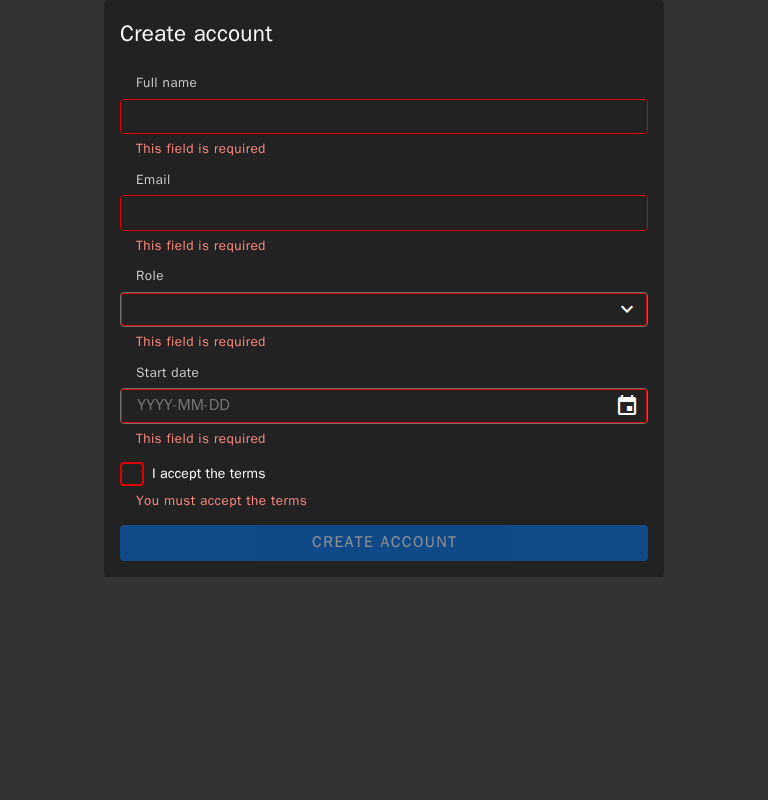 Create account
Full name
This field is required
Email
This field is required
Role
This field is required
Start date
YYYY-MM-DD
This field is required
I accept the terms
You must accept the terms
CREATE ACCOUNT